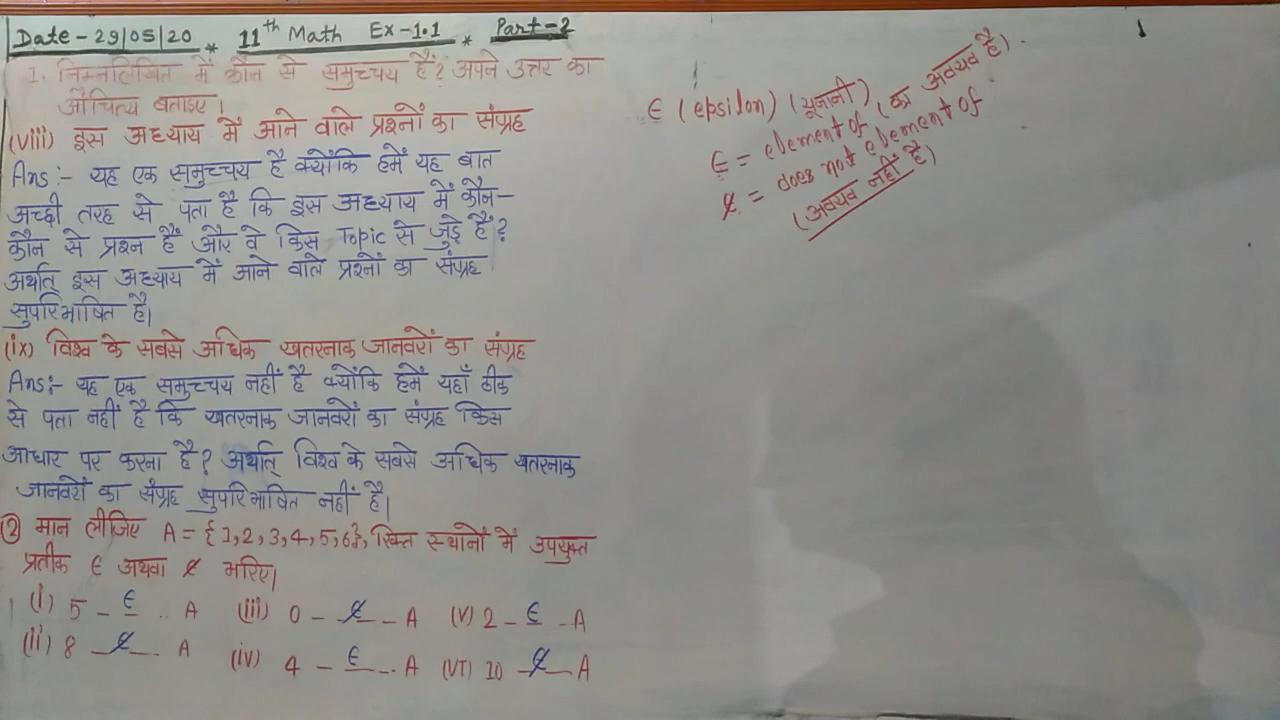 Date - 29/05/20 * 11th Math Ex-1.1 * Part-2
1. निम्नलिखित में कौन से समुच्चय हैं? अपने उत्तर का
औचित्य बताइए।
(viii) इस अध्याय में आने वाले प्रश्नों का संग्रह
Ans :- यह एक समुच्चय है क्योंकि हमें यह बात
अच्छी तरह से पता है कि इस अध्याय में कौन-
कौन से प्रश्न हैं और वे किस Topic से जुड़े हैं?
अर्थात् इस अध्याय में आने वाले प्रश्नों का संग्रह
सुपरिभाषित है।
(ix) विश्व के सबसे अधिक खतरनाक जानवरों का संग्रह
Ans:- यह एक समुच्चय नहीं है क्योंकि हमें यहाँ ठीक
से पता नहीं है कि खतरनाक जानवरों का संग्रह किस
आधार पर करना है? अर्थात् विश्व के सबसे अधिक खतरनाक
जानवरों का संग्रह सुपरिभाषित नहीं है।
② मान लीजिए A = {1,2,3,4,5,6}, रिक्त स्थानों में उपयुक्त
प्रतीक ∈ अथवा ∉ भरिए।
(i) 5 - ∈ .. A (iii) 0 - ∉ - A (V) 2 - ∈ - A
(ii) 8 - ∉ -. A (iv) 4 - ∈ -. A (VI) 10 - ∉ - A
∈ (epsilon) (यूनानी) (का अवयव है)
∈ = element of
∉ = does not element of
(अवयव नहीं है)
1